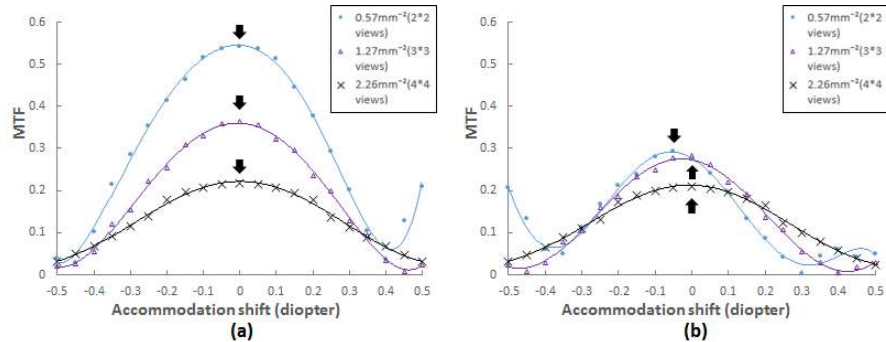 0.6
0.5
0.4
0.3
0.2
0.1
0
MTF
-0.5 -0.4 -0.3 -0.2 -0.1 0 0.1 0.2 0.3 0.4 0.5
Accommodation shift (diopter)
(a)
0.57mm⁻²(2*2
views)
1.27mm⁻²(3*3
views)
2.26mm⁻²(4*4
views)
0.6
0.5
0.4
0.3
0.2
0.1
0
MTF
-0.5 -0.4 -0.3 -0.2 -0.1 0 0.1 0.2 0.3 0.4 0.5
Accommodation shift (diopter)
(b)
0.57mm⁻²(2*2
views)
1.27mm⁻²(3*3
views)
2.26mm⁻²(4*4
views)